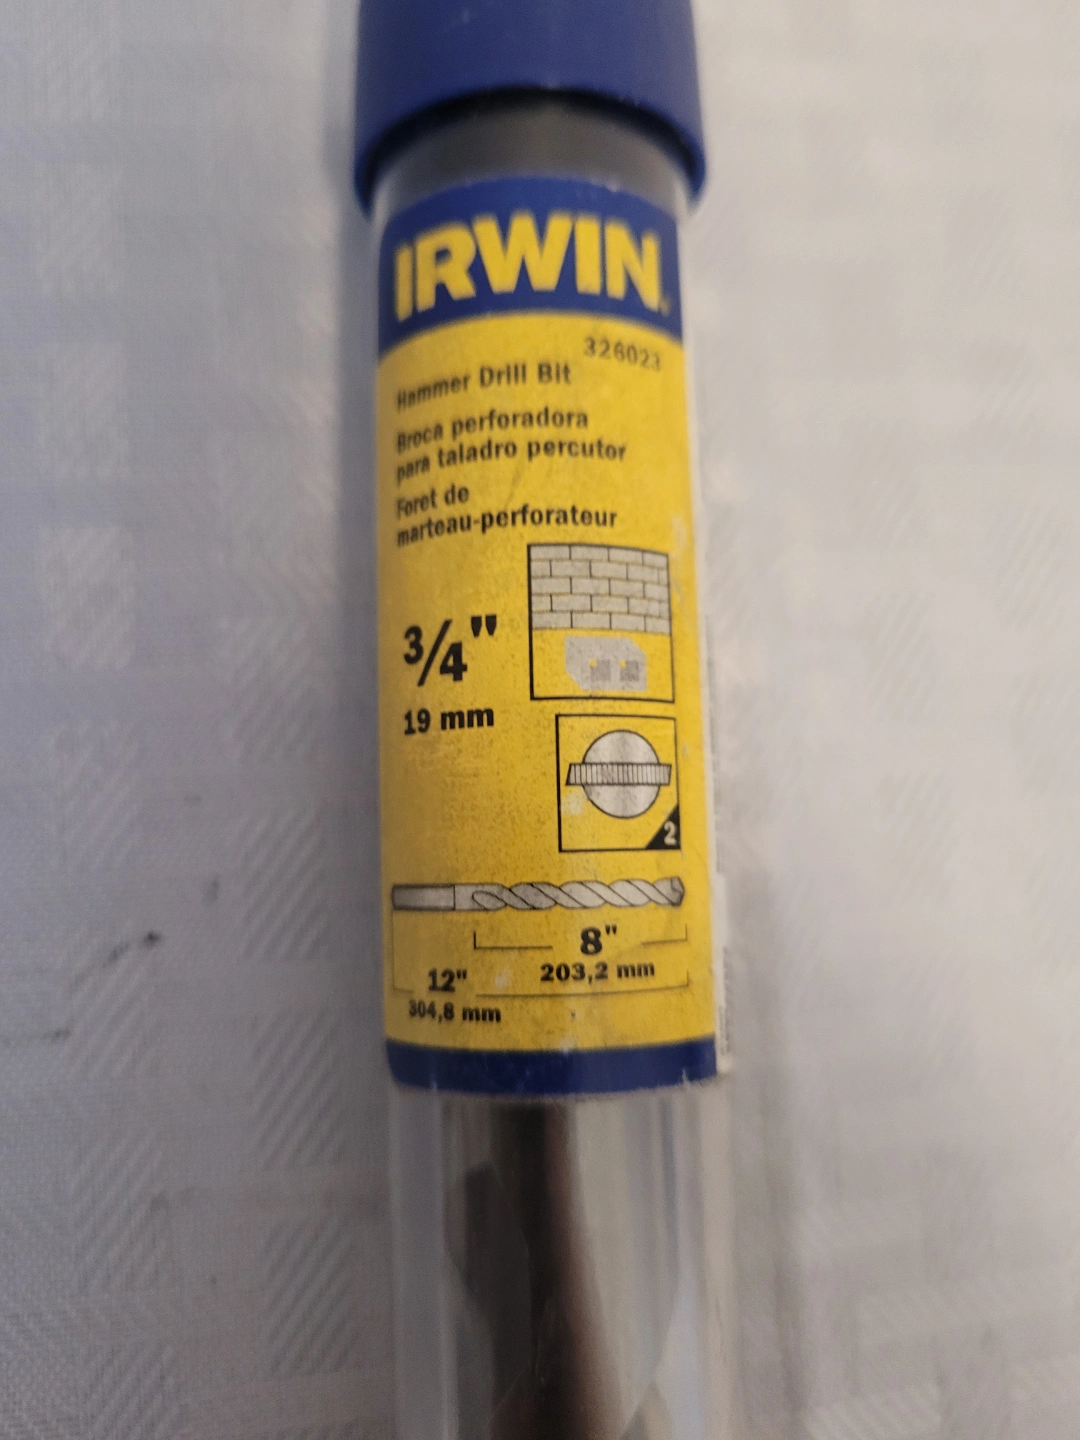 IRWIN
326023
Hammer Drill Bit
Broca perforadora
para taladro percutor
Foret de
marteau-perforateur
3/4"
19 mm
2
8"
203,2 mm
12"
304,8 mm